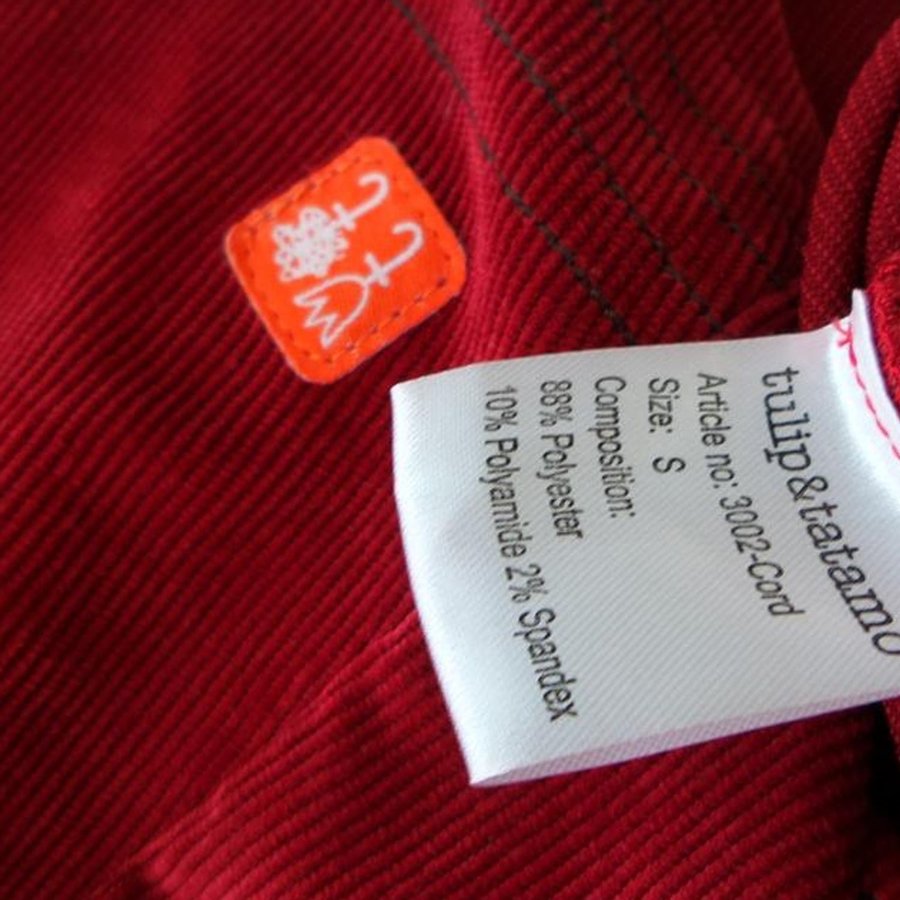 tulip&tatamo
Article no: 3002-Cord
Size: S
Composition:
88% Polyester
10% Polyamide 2% Spandex